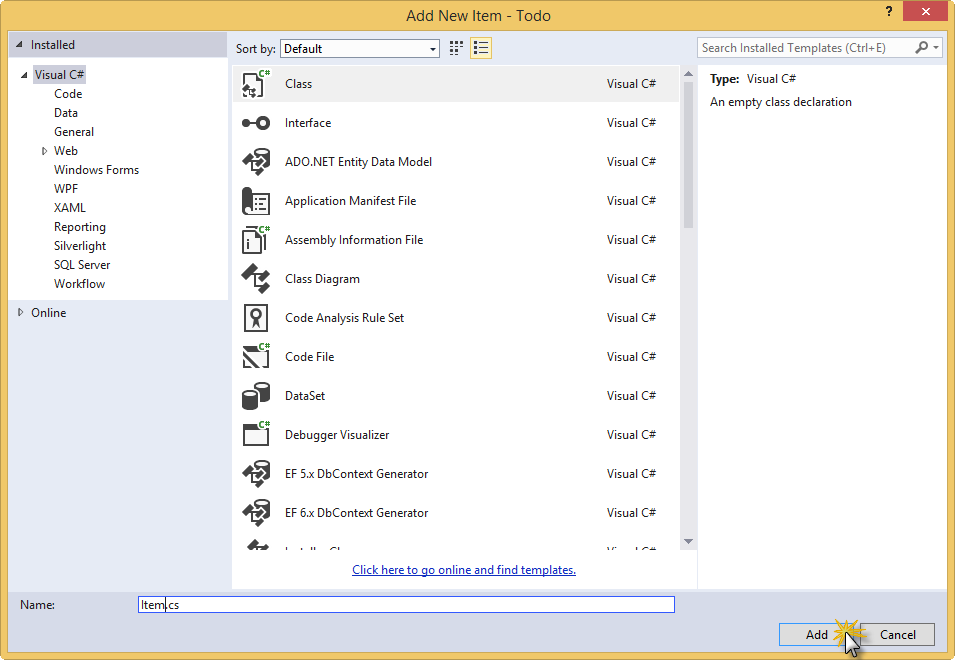 Add New Item - Todo
?
Installed
Sort by: Default
Search Installed Templates (Ctrl+E)
Visual C#
Code
Data
General
Web
Windows Forms
WPF
XAML
Reporting
Silverlight
SQL Server
Workflow
Online
C# Class Visual C#
Interface Visual C#
ADO.NET Entity Data Model Visual C#
Application Manifest File Visual C#
C# Assembly Information File Visual C#
Class Diagram Visual C#
Code Analysis Rule Set Visual C#
C# Code File Visual C#
DataSet Visual C#
C# Debugger Visualizer Visual C#
EF 5.x DbContext Generator Visual C#
EF 6.x DbContext Generator Visual C#
Click here to go online and find templates.
Type: Visual C#
An empty class declaration
Name: Item.cs
Add Cancel